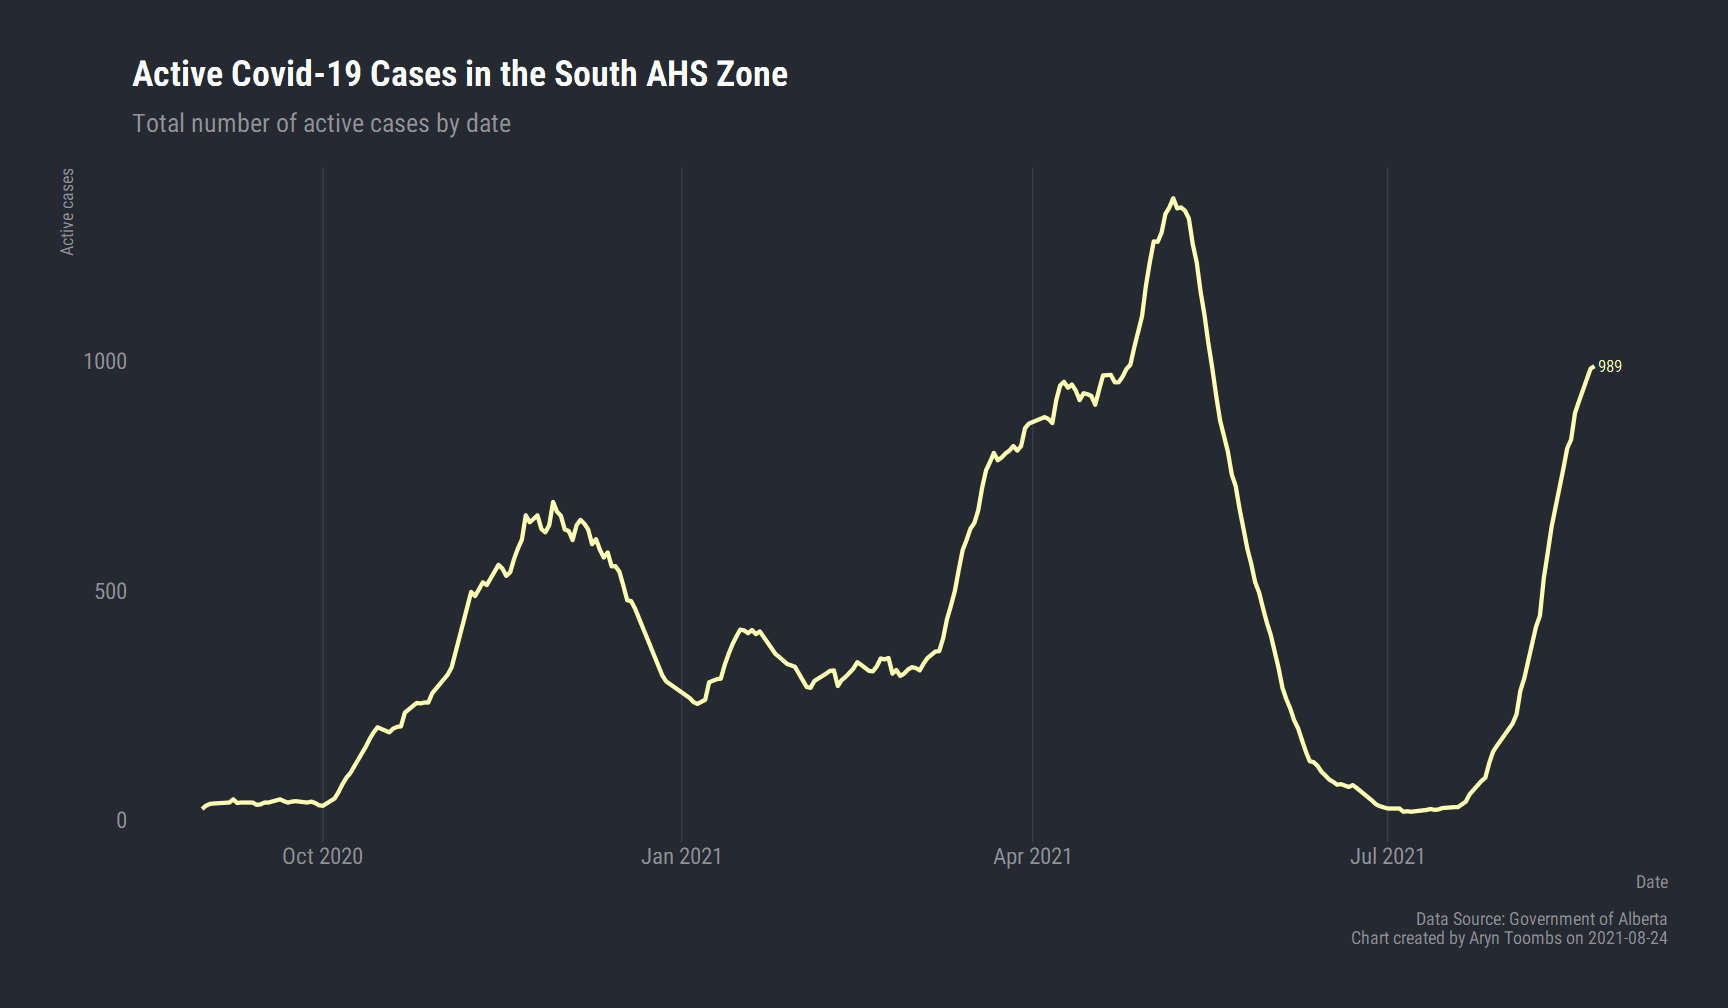 Active Covid-19 Cases in the South AHS Zone
Total number of active cases by date
Active cases
1000
500
0
989
Oct 2020
Jan 2021
Apr 2021
Jul 2021
Date
Data Source: Government of Alberta
Chart created by Aryn Toombs on 2021-08-24